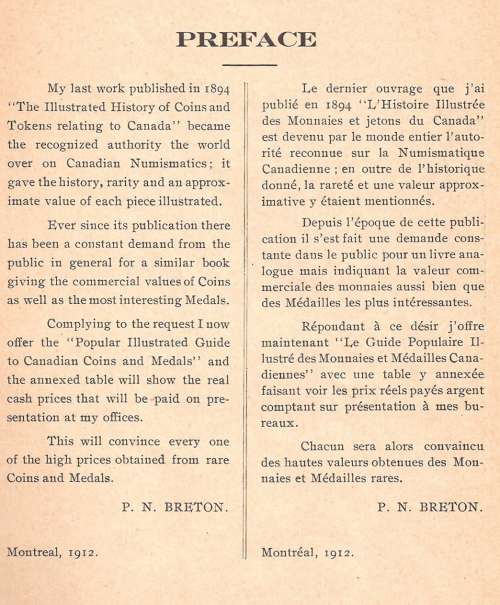 PREFACE
My last work published in 1894
"The Illustrated History of Coins and
Tokens relating to Canada" became
the recognized authority the world
over on Canadian Numismatics; it
gave the history, rarity and an approx-
imate value of each piece illustrated.
Ever since its publication there
has been a constant demand from the
public in general for a similar book
giving the commercial values of Coins
as well as the most interesting Medals.
Complying to the request I now
offer the "Popular Illustrated Guide
to Canadian Coins and Medals" and
the annexed table will show the real
cash prices that will be paid on pre-
sentation at my offices.
This will convince every one
of the high prices obtained from rare
Coins and Medals.
P. N. BRETON.
Montreal, 1912.
Le dernier ouvrage que j'ai
publié en 1894 "L'Histoire Illustrée
des Monnaies et jetons du Canada"
est devenu par le monde entier l'auto-
rité reconnue sur la Numismatique
Canadienne; en outre de l'historique
donné, la rareté et une valeur approx-
imative y étaient mentionnés.
Depuis l'époque de cette publi-
cation il s'est fait une demande cons-
tante dans le public pour un livre ana-
logue mais indiquant la valeur com-
merciale des monnaies aussi bien que
des Médailles les plus intéressantes.
Répondant à ce désir j'offre
maintenant "Le Guide Populaire Il-
lustré des Monnaies et Médailles Cana-
diennes" avec une table y annexée
faisant voir les prix réels payés argent
comptant sur présentation à mes bu-
reaux.
Chacun sera alors convaincu
des hautes valeurs obtenues des Mon-
naies et Médailles rares.
P. N. BRETON.
Montréal, 1912.